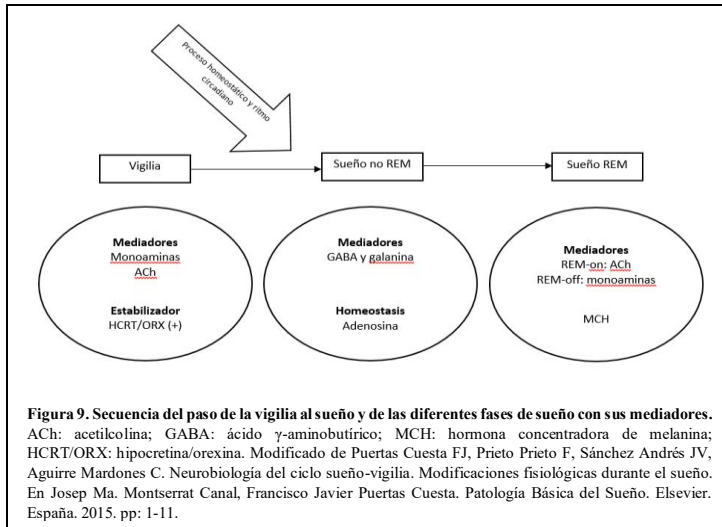 Proceso homeostático y ritmo
circadiano
Vigilia
Sueño no REM
Sueño REM
Mediadores
Monoaminas
ACh
Estabilizador
HCRT/ORX (+)
Mediadores
GABA y galanina
Homeostasis
Adenosina
Mediadores
REM-on: ACh
REM-off: monoaminas
MCH
Figura 9. Secuencia del paso de la vigilia al sueño y de las diferentes fases de sueño con sus mediadores.
ACh: acetilcolina; GABA: ácido γ-aminobutírico; MCH: hormona concentradora de melanina;
HCRT/ORX: hipocretina/orexina. Modificado de Puertas Cuesta FJ, Prieto Prieto F, Sánchez Andrés JV,
Aguirre Mardones C. Neurobiología del ciclo sueño-vigilia. Modificaciones fisiológicas durante el sueño.
En Josep Ma. Montserrat Canal, Francisco Javier Puertas Cuesta. Patología Básica del Sueño. Elsevier.
España. 2015. pp: 1-11.